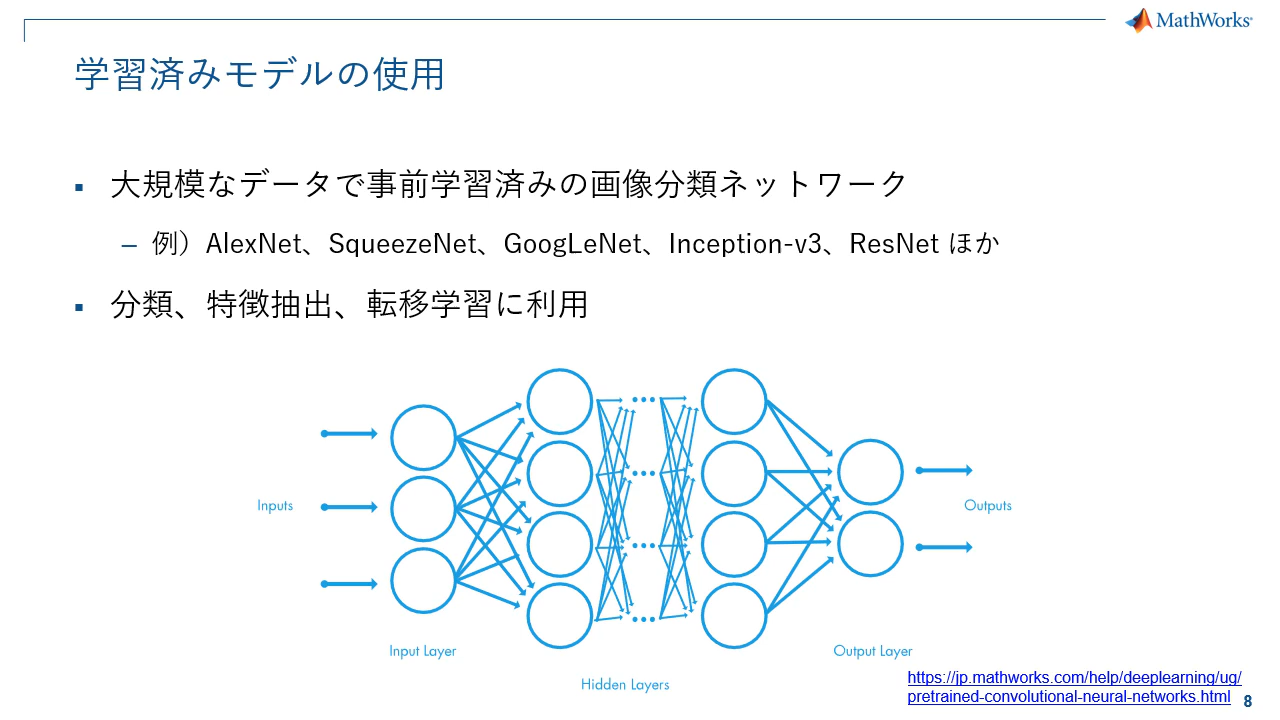 MathWorks®
学習済みモデルの使用
▪ 大規模なデータで事前学習済みの画像分類ネットワーク
– 例）AlexNet、SqueezeNet、GoogLeNet、Inception-v3、ResNet ほか
▪ 分類、特徴抽出、転移学習に利用
Inputs
Outputs
Input Layer
Output Layer
Hidden Layers
https://jp.mathworks.com/help/deeplearning/ug/
pretrained-convolutional-neural-networks.html
8